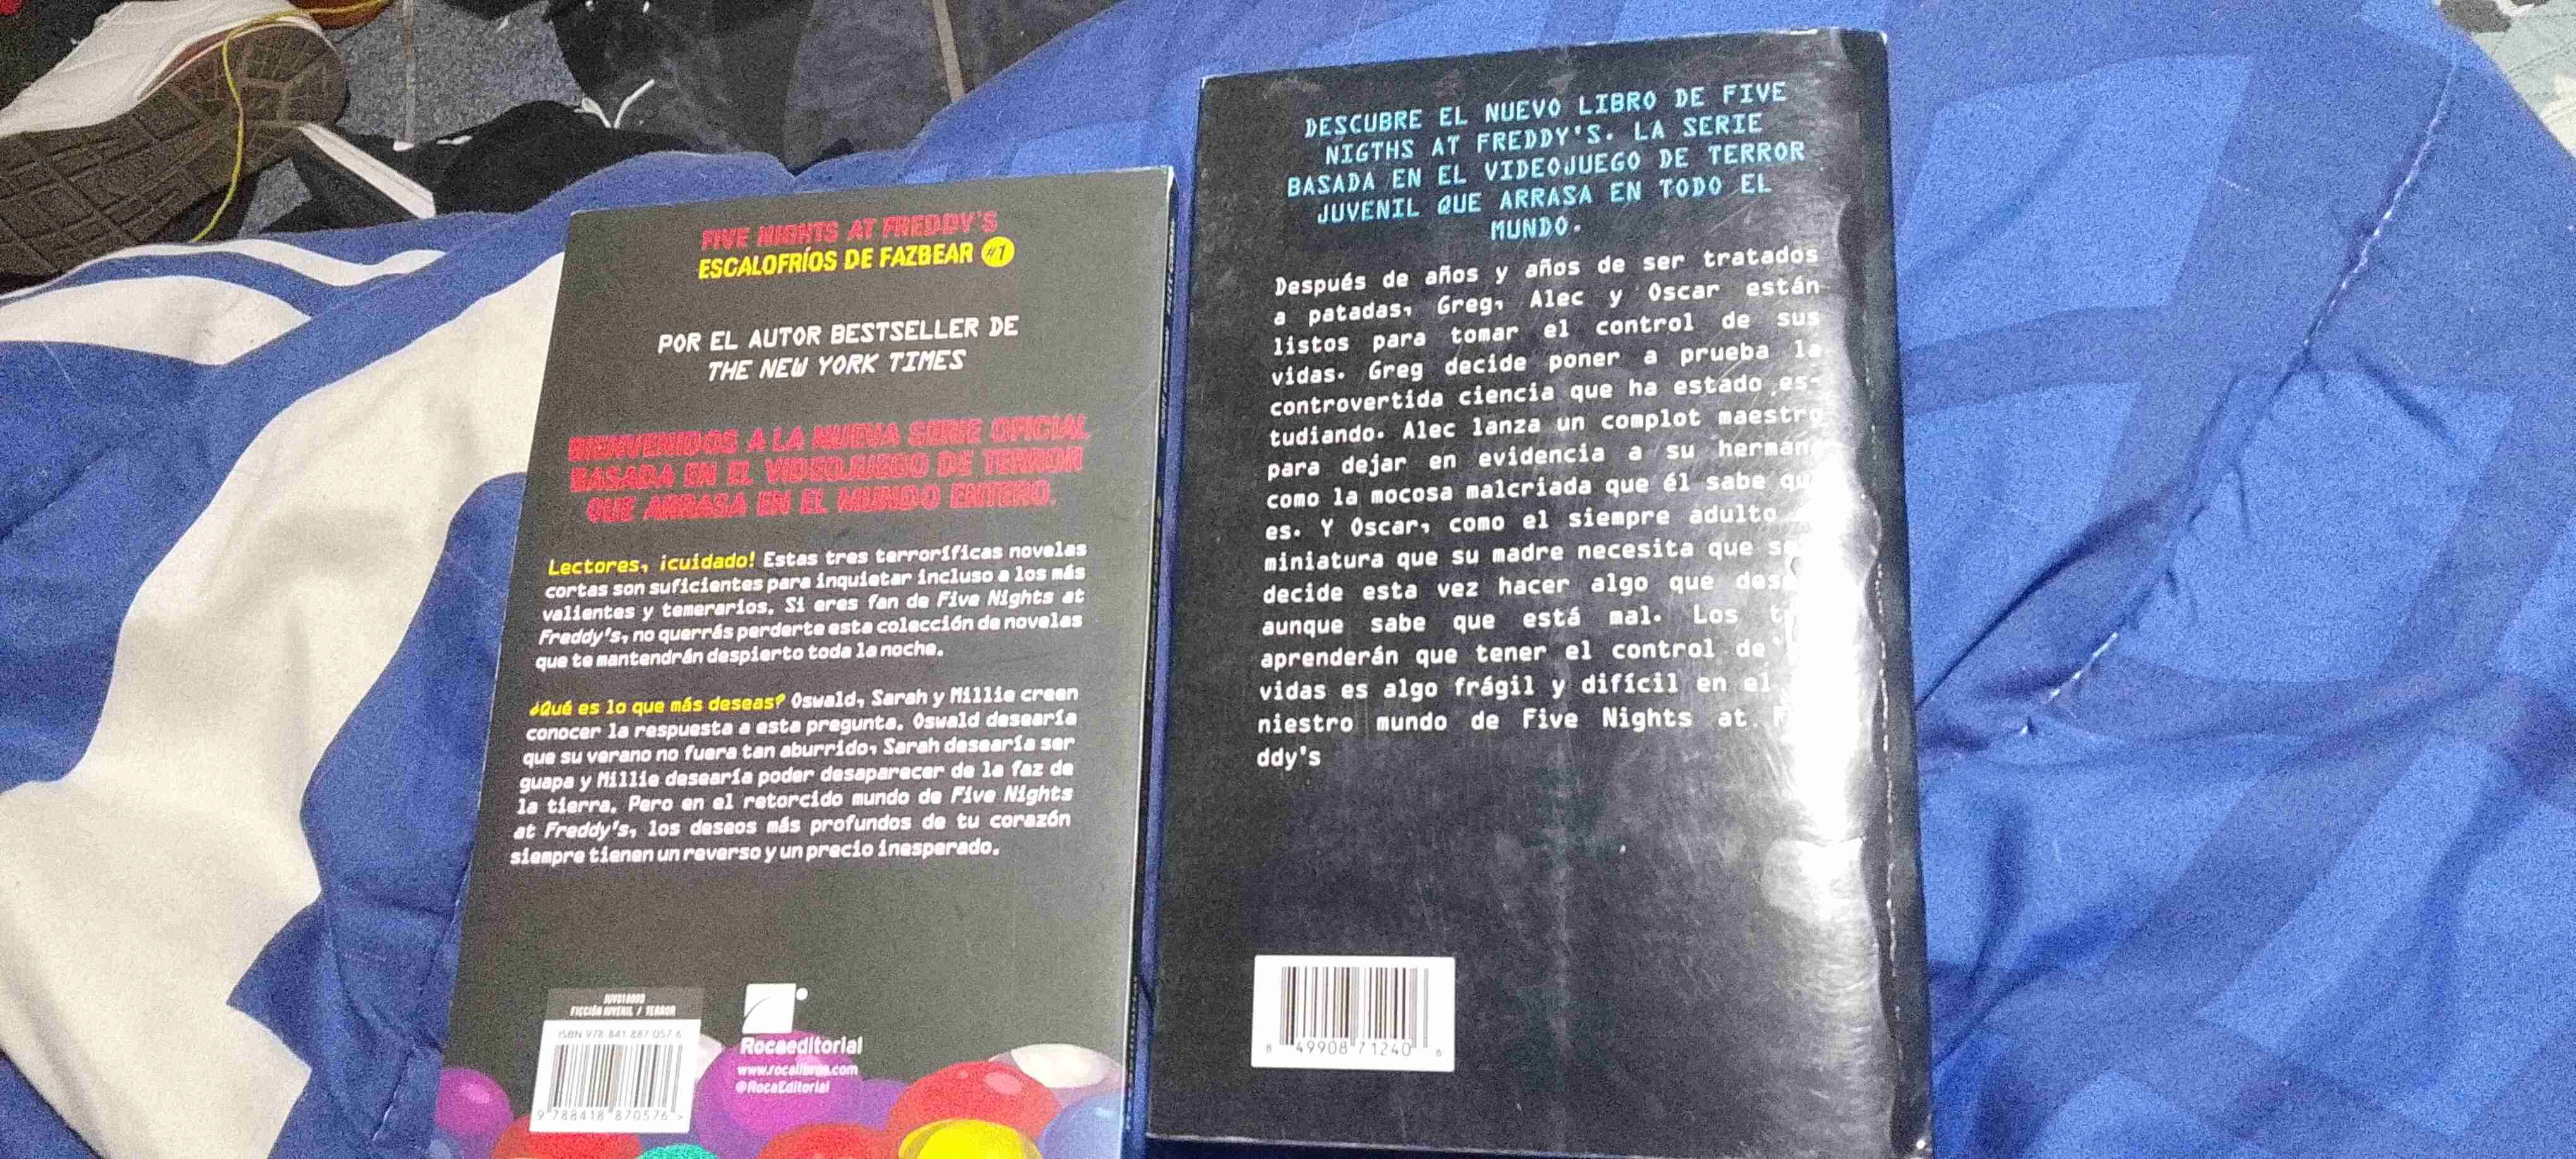 FIVE NIGHTS AT FREDDY'S
ESCALOFRÍOS DE FAZBEAR #1
POR EL AUTOR BESTSELLER DE
THE NEW YORK TIMES
BIENVENIDOS A LA NUEVA SERIE OFICIAL
BASADA EN EL VIDEOJUEGO DE TERROR
QUE ARRASA EN EL MUNDO ENTERO.
Lectores, ¡cuidado! Estas tres terroríficas novelas
cortas son suficientes para inquietar incluso a los más
valientes y temerarios. Si eres fan de Five Nights at
Freddy's, no querrás perderte esta colección de novelas
que te mantendrán despierto toda la noche.
¿Qué es lo que más deseas? Oswald, Sarah y Millie creen
conocer la respuesta a esta pregunta. Oswald desearía
que su verano no fuera tan aburrido, Sarah desearía ser
guapa y Millie desearía poder desaparecer de la faz de
la tierra. Pero en el retorcido mundo de Five Nights
at Freddy's, los deseos más profundos de tu corazón
siempre tienen un reverso y un precio inesperado.
FICCIÓN JUVENIL / TERROR
ISBN 978 841 887 057 6
9 788418 870576 >
Rocaeditorial
www.rocalibros.com
@RocaEditorial
DESCUBRE EL NUEVO LIBRO DE FIVE
NIGTHS AT FREDDY'S. LA SERIE
BASADA EN EL VIDEOJUEGO DE TERROR
JUVENIL QUE ARRASA EN TODO EL
MUNDO.
Después de años y años de ser tratados
a patadas, Greg, Alec y Oscar están
listos para tomar el control de sus
vidas. Greg decide poner a prueba la
controvertida ciencia que ha estado es-
tudiando. Alec lanza un complot maestro
para dejar en evidencia a su
como la mocosa malcriada que él sabe
es. Y Oscar, como el siempre adulto
miniatura que su madre necesita que
decide esta vez hacer algo que
aunque sabe que está mal. Los
aprenderán que tener el control de
vidas es algo frágil y difícil en el
niestro mundo de Five Nights at
ddy's
8 49908 71240 6